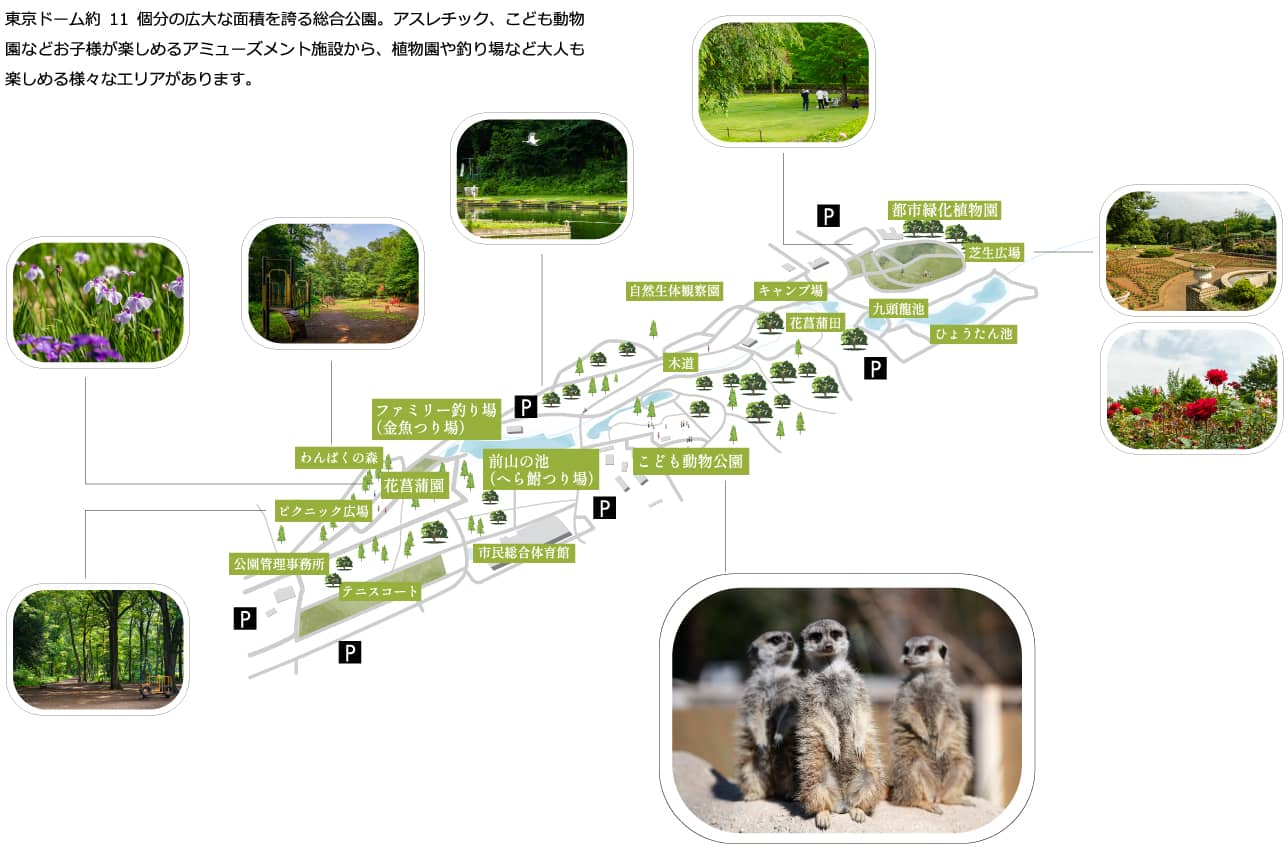 東京ドーム約 11 個分の広大な面積を誇る総合公園。アスレチック、こども動物
園などお子様が楽しめるアミューズメント施設から、植物園や釣り場など大人も
楽しめる様々なエリアがあります。
P
都市緑化植物園
芝生広場
自然生体観察園
キャンプ場
花菖蒲田
九頭龍池
ひょうたん池
木道
P
P
ファミリー釣り場
（金魚つり場）
わんぱくの森
前山の池
（へら鮒つり場）
こども動物公園
花菖蒲園
ピクニック広場
P
市民総合体育館
公園管理事務所
テニスコート
P
P